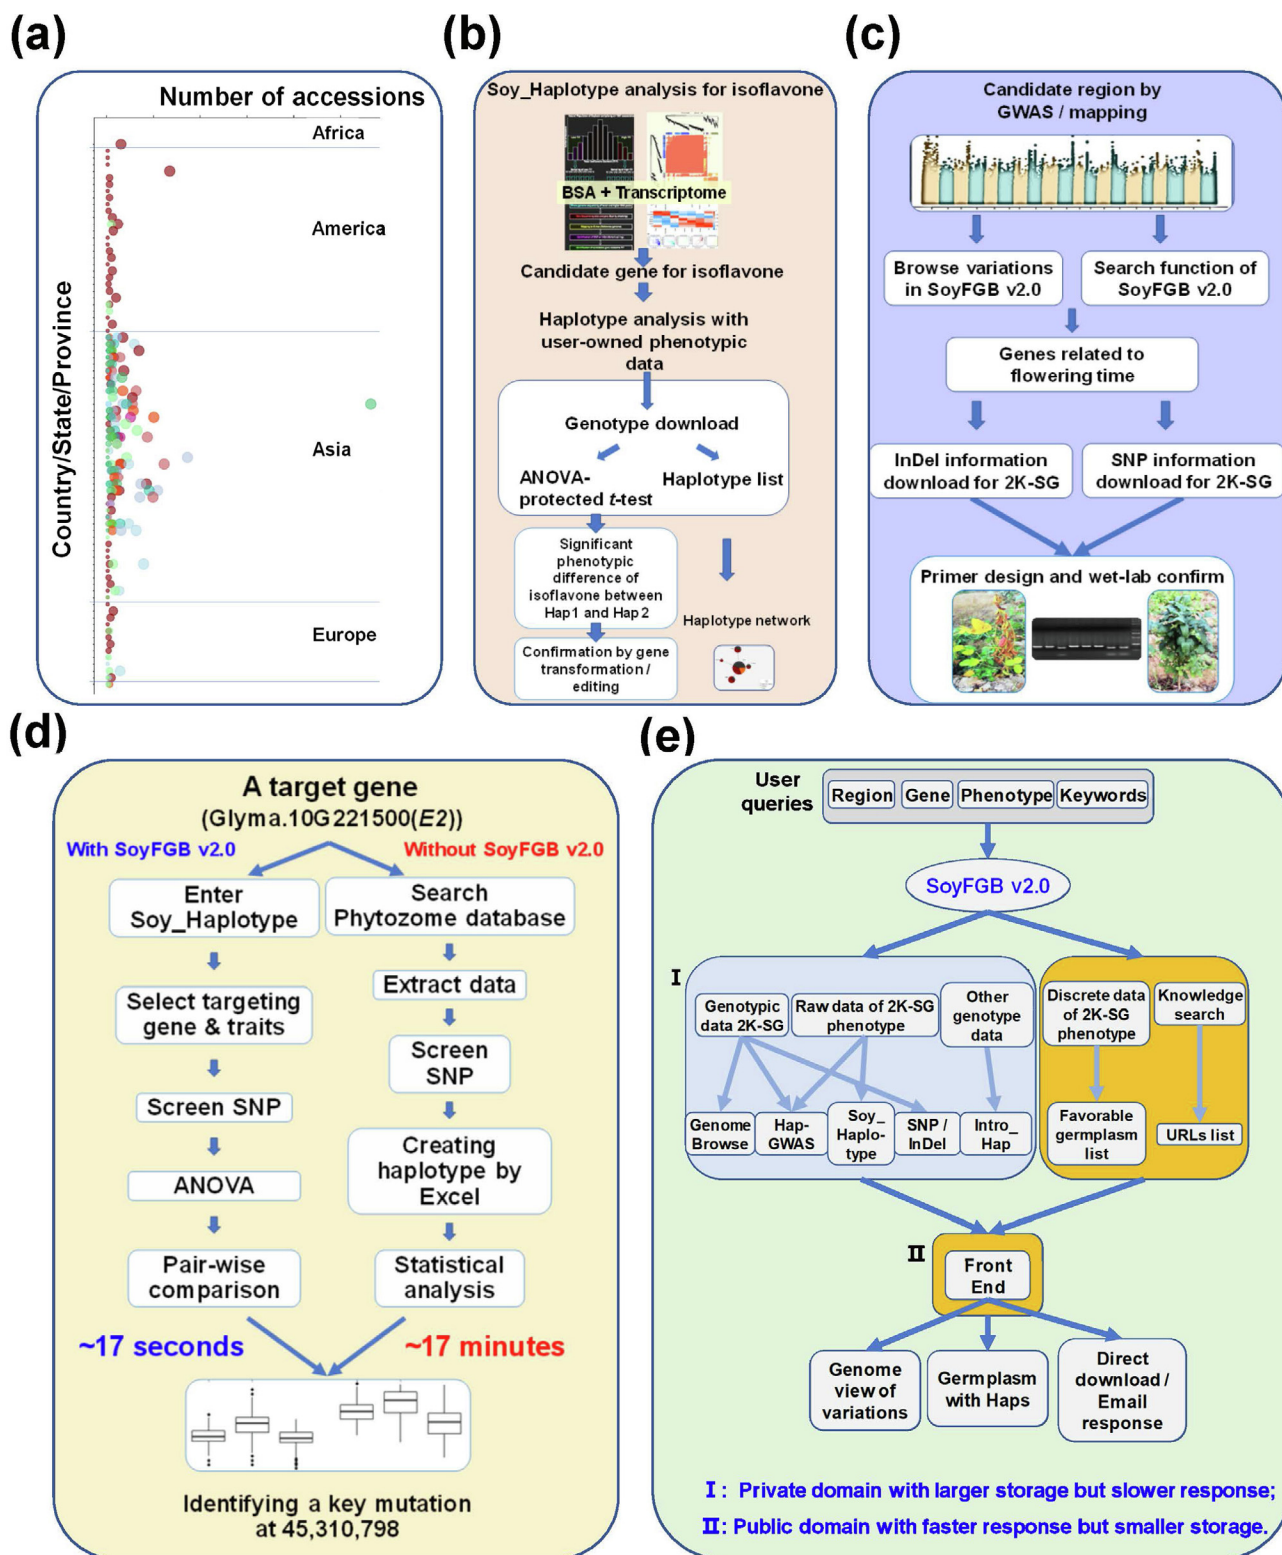 (a)
Number of accessions
Country/State/Province
Africa
America
Asia
Europe
(b)
Soy_Haplotype analysis for isoflavone
BSA + Transcriptome
Candidate gene for isoflavone
Haplotype analysis with
user-owned phenotypic
data
Genotype download
ANOVA-
protected t-test
Haplotype list
Significant
phenotypic
difference of
isoflavone between
Hap1 and Hap2
Haplotype network
Confirmation by gene
transformation /
editing
(c)
Candidate region by
GWAS / mapping
Browse variations
in SoyFGB v2.0
Search function of
SoyFGB v2.0
Genes related to
flowering time
InDel information
download for 2K-SG
SNP information
download for 2K-SG
Primer design and wet-lab confirm
(d)
A target gene
(Glyma.10G221500(E2))
With SoyFGB v2.0
Without SoyFGB v2.0
Enter
Soy_Haplotype
Search
Phytozome database
Select targeting
gene & traits
Extract data
Screen
SNP
Screen SNP
Creating
haplotype by
Excel
ANOVA
Pair-wise
comparison
Statistical
analysis
~17 seconds
~17 minutes
Identifying a key mutation
at 45,310,798
(e)
User
queries
Region
Gene
Phenotype
Keywords
SoyFGB v2.0
I
Genotypic
data 2K-SG
Raw data of 2K-SG
phenotype
Other
genotype
data
Discrete data
of 2K-SG
phenotype
Knowledge
search
Genome
Browse
Hap-
GWAS
Soy_
Haplo-
type
SNP /
InDel
Intro_
Hap
Favorable
germplasm
list
URLs list
II
Front
End
Genome
view of
variations
Germplasm
with Haps
Direct
download /
Email
response
I : Private domain with larger storage but slower response;
II: Public domain with faster response but smaller storage.